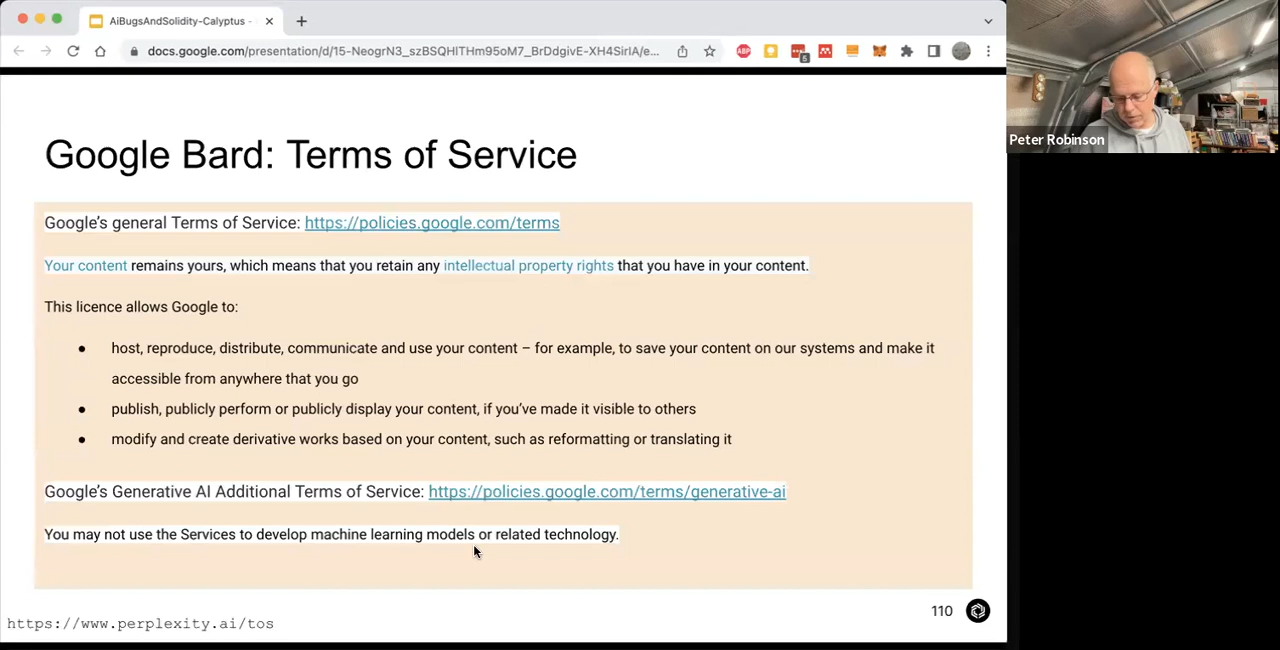 AiBugsAndSolidity-Calyptus -
docs.google.com/presentation/d/15-NeogrN3_szBSQHlTHm95oM7_BrDdgivE-XH4SirIA/e...
ABP
5
Peter Robinson
Google Bard: Terms of Service
Google's general Terms of Service: https://policies.google.com/terms
Your content remains yours, which means that you retain any intellectual property rights that you have in your content.
This licence allows Google to:
● host, reproduce, distribute, communicate and use your content – for example, to save your content on our systems and make it
accessible from anywhere that you go
● publish, publicly perform or publicly display your content, if you've made it visible to others
● modify and create derivative works based on your content, such as reformatting or translating it
Google's Generative AI Additional Terms of Service: https://policies.google.com/terms/generative-ai
You may not use the Services to develop machine learning models or related technology.
110
https://www.perplexity.ai/tos